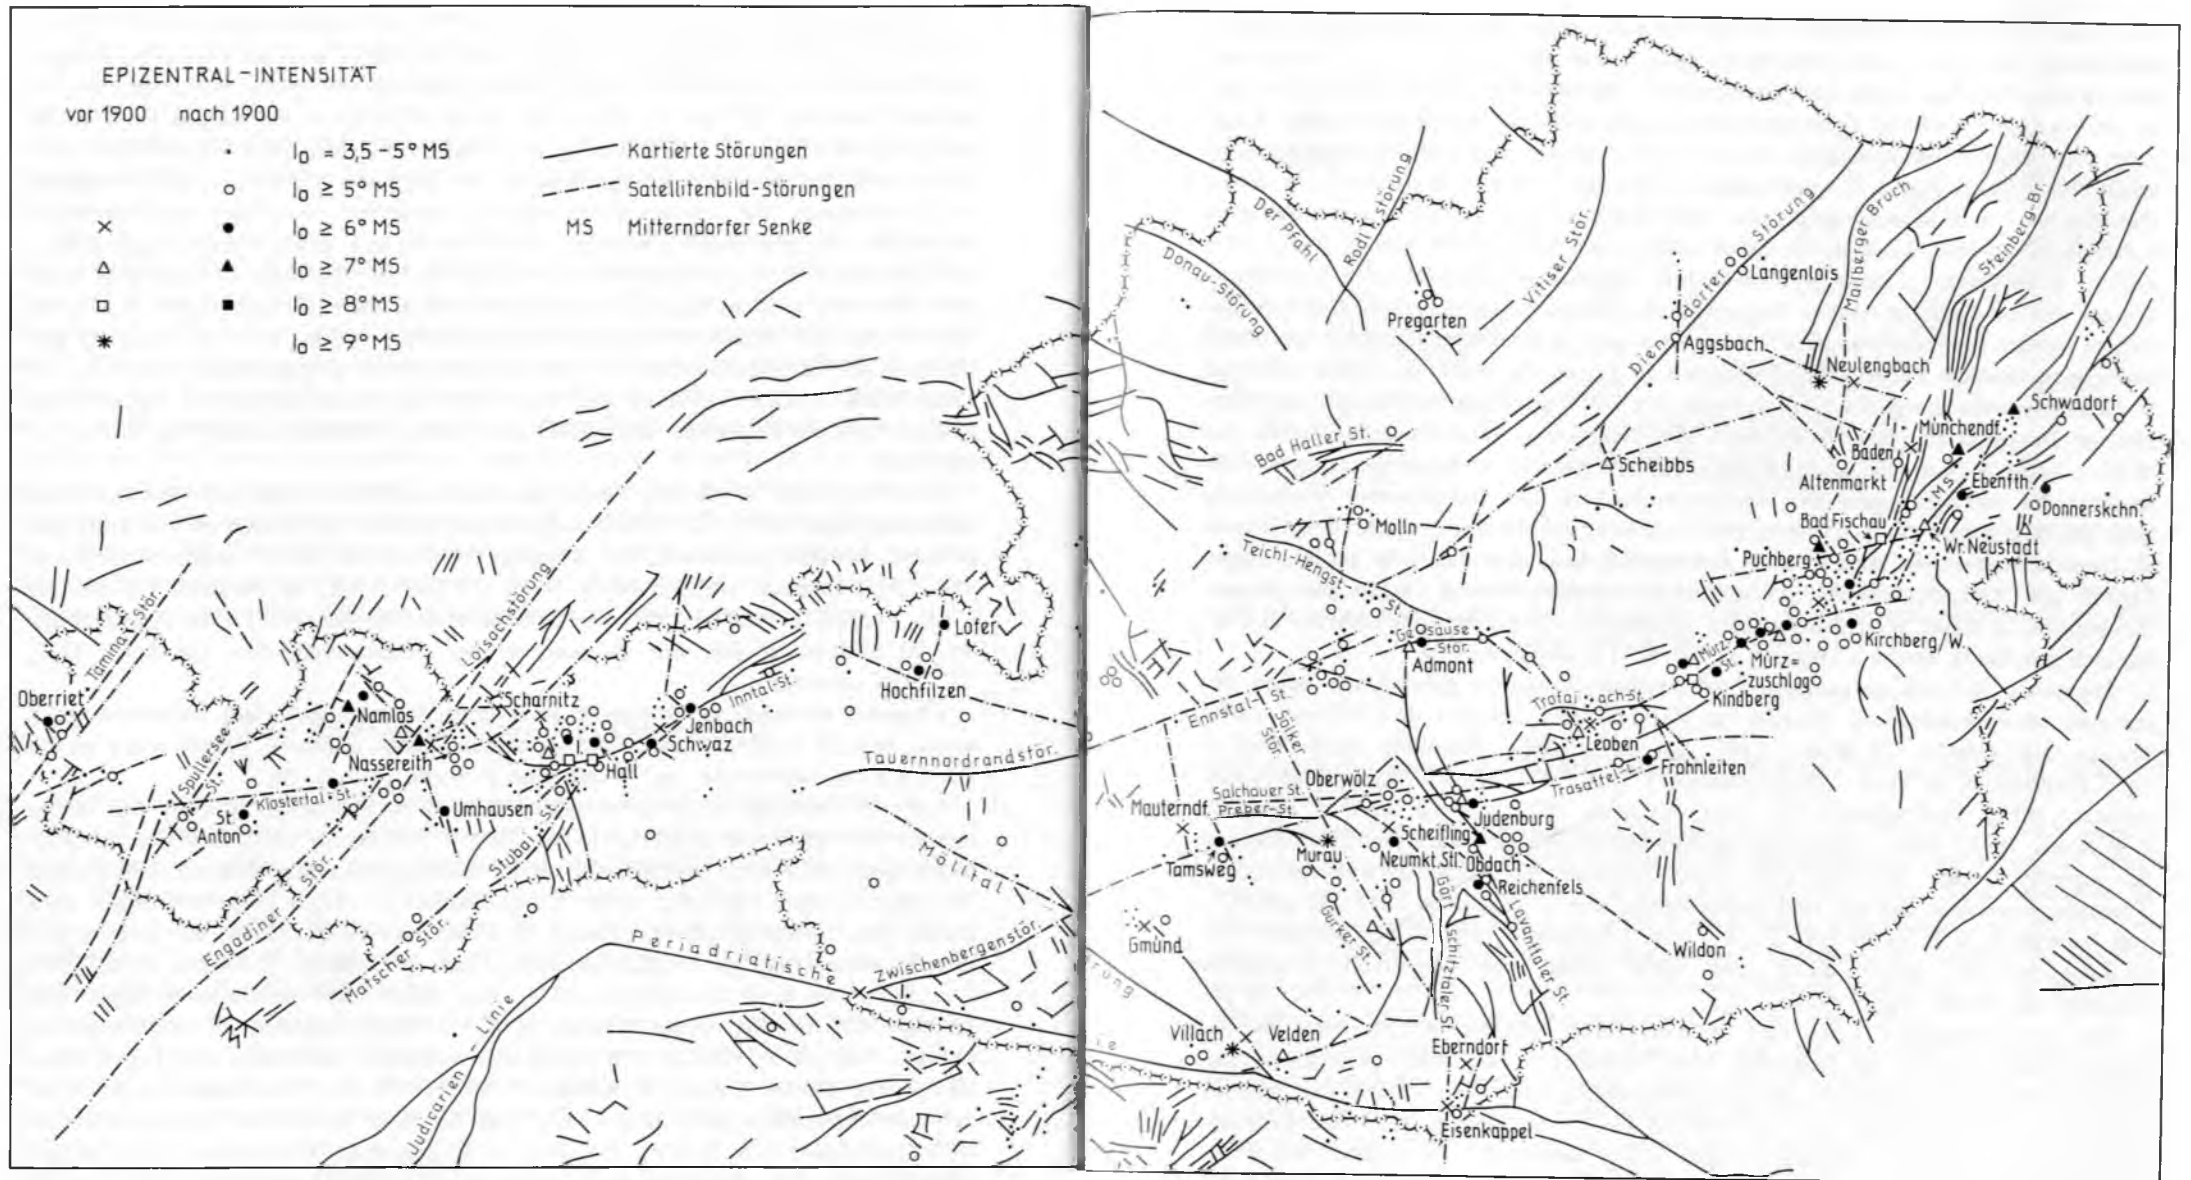 EPIZENTRAL-INTENSITÄT
vor 1900 nach 1900
I₀ = 3,5-5° MS
I₀ ≥ 5° MS
I₀ ≥ 6° MS
I₀ ≥ 7° MS
I₀ ≥ 8° MS
I₀ ≥ 9° MS
Kartierte Störungen
Satellitenbild-Störungen
MS Mitterndorfer Senke
Oberriet
Tamina-Stör.
Spullersee St.
St. Anton
Klostertal-St.
Namlos
Nassereith
Umhausen
Loisachstörung
Scharnitz
Hall
I.
Jenbach
Schwaz
Inntal-St.
Lofer
Hochfilzen
Tauernnordrandstör.
Stubai St.
Engadiner Stör.
Matscher Stör.
Judicarien-Linie
Periadriatische
Mölltal
Zwischenbergenstör.
Der Pfahl
Rodlstörung
Donau-Störung
Pregarten
Vitiser Stör.
Diendorfer Störung
Langenlois
Aggsbach
Mailberger Bruch
Steinberg-Br.
Neulengbach
Schwadorf
Münchendf.
Baden
Altenmarkt
MS
Ebenfth.
Donnerskchn.
Bad Fischau
Wr. Neustadt
Puchberg
Scheibbs
Bad Haller St.
Molln
Teichl-Hengst St.
Gesäuse Stör.
Admont
Ennstal-St.
Sölker Stör.
Kirchberg/W.
Mürz St.
Mürz=
zuschlag
Kindberg
Trofaiach-St.
Leoben
Frohnleiten
Trasattel-L.
Oberwölz
Salchauer St.
Preber-St.
Mauterndf.
Tamsweg
Murau
Scheifling
Neumkt. Stl.
Judenburg
Obdach
Reichenfels
Gmünd
Gurker St.
Görtschitztaler St.
Lavanttaler St.
Wildon
Villach
Velden
Eberndorf
Eisenkappel